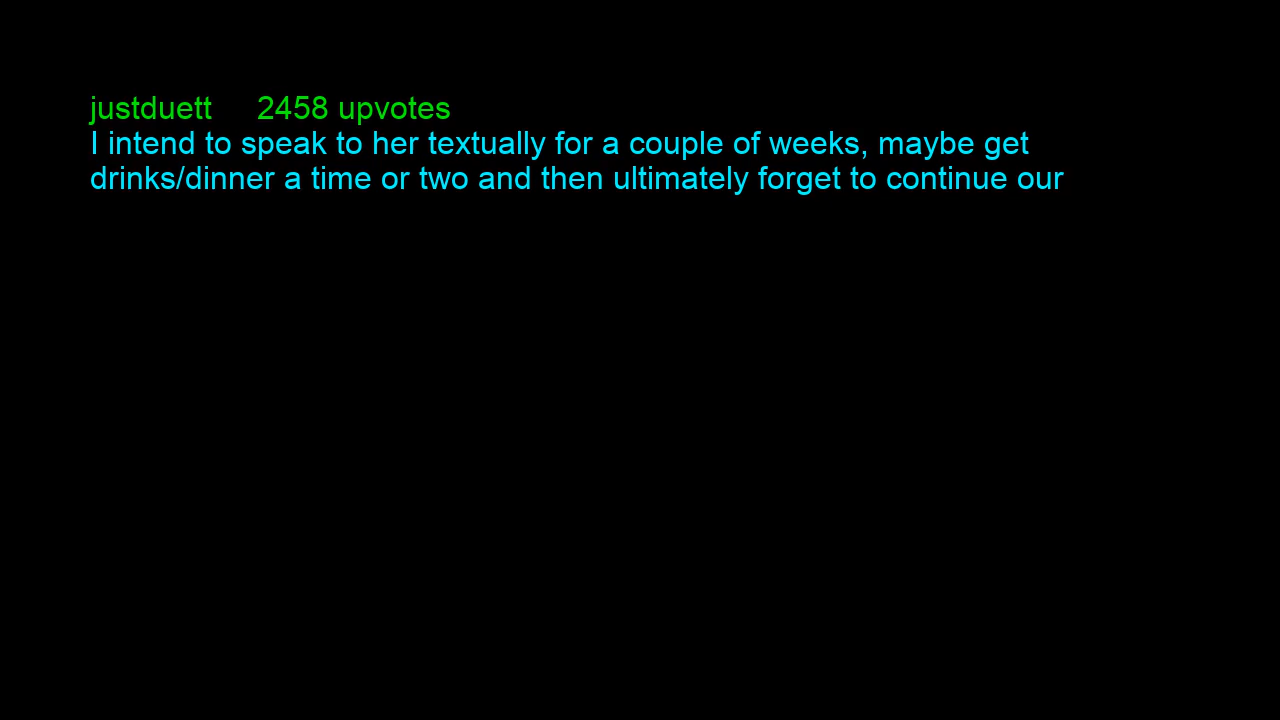 justduett 2458 upvotes
I intend to speak to her textually for a couple of weeks, maybe get
drinks/dinner a time or two and then ultimately forget to continue our